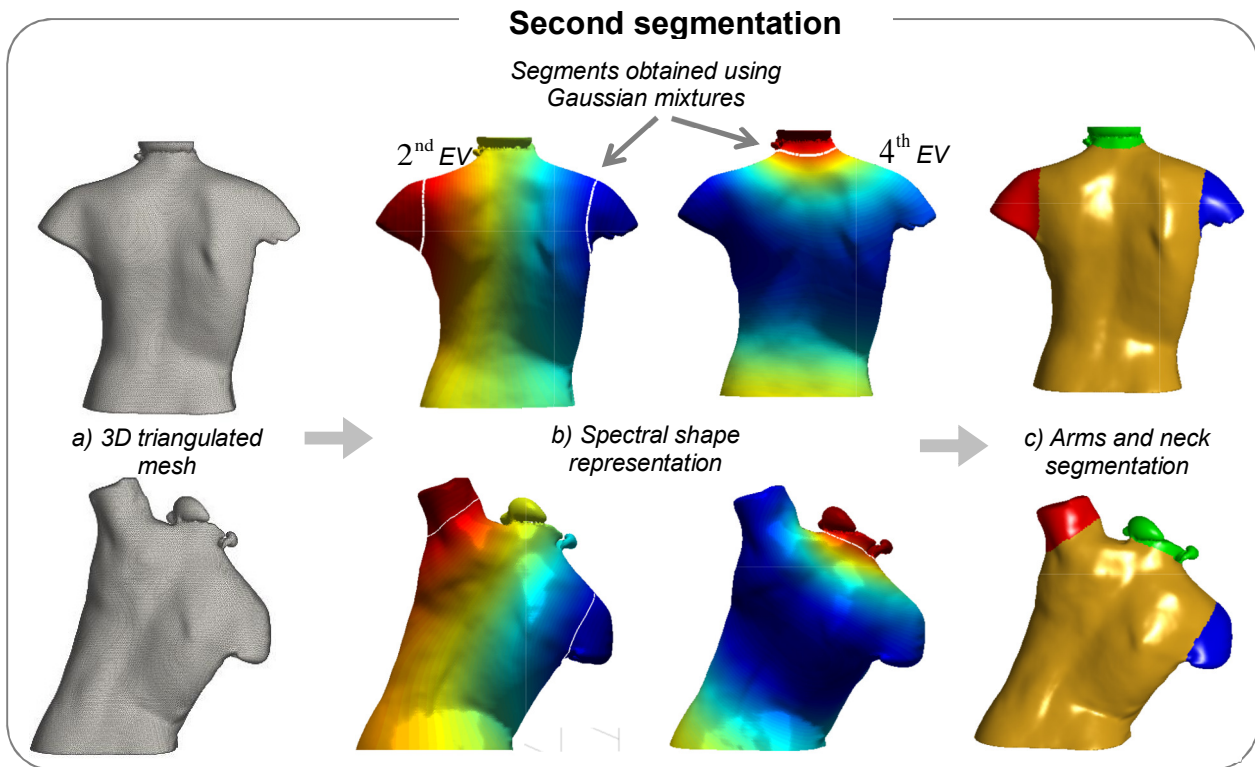 Second segmentation
Segments obtained using
Gaussian mixtures
2nd EV
4th EV
a) 3D triangulated
mesh
b) Spectral shape
representation
c) Arms and neck
segmentation